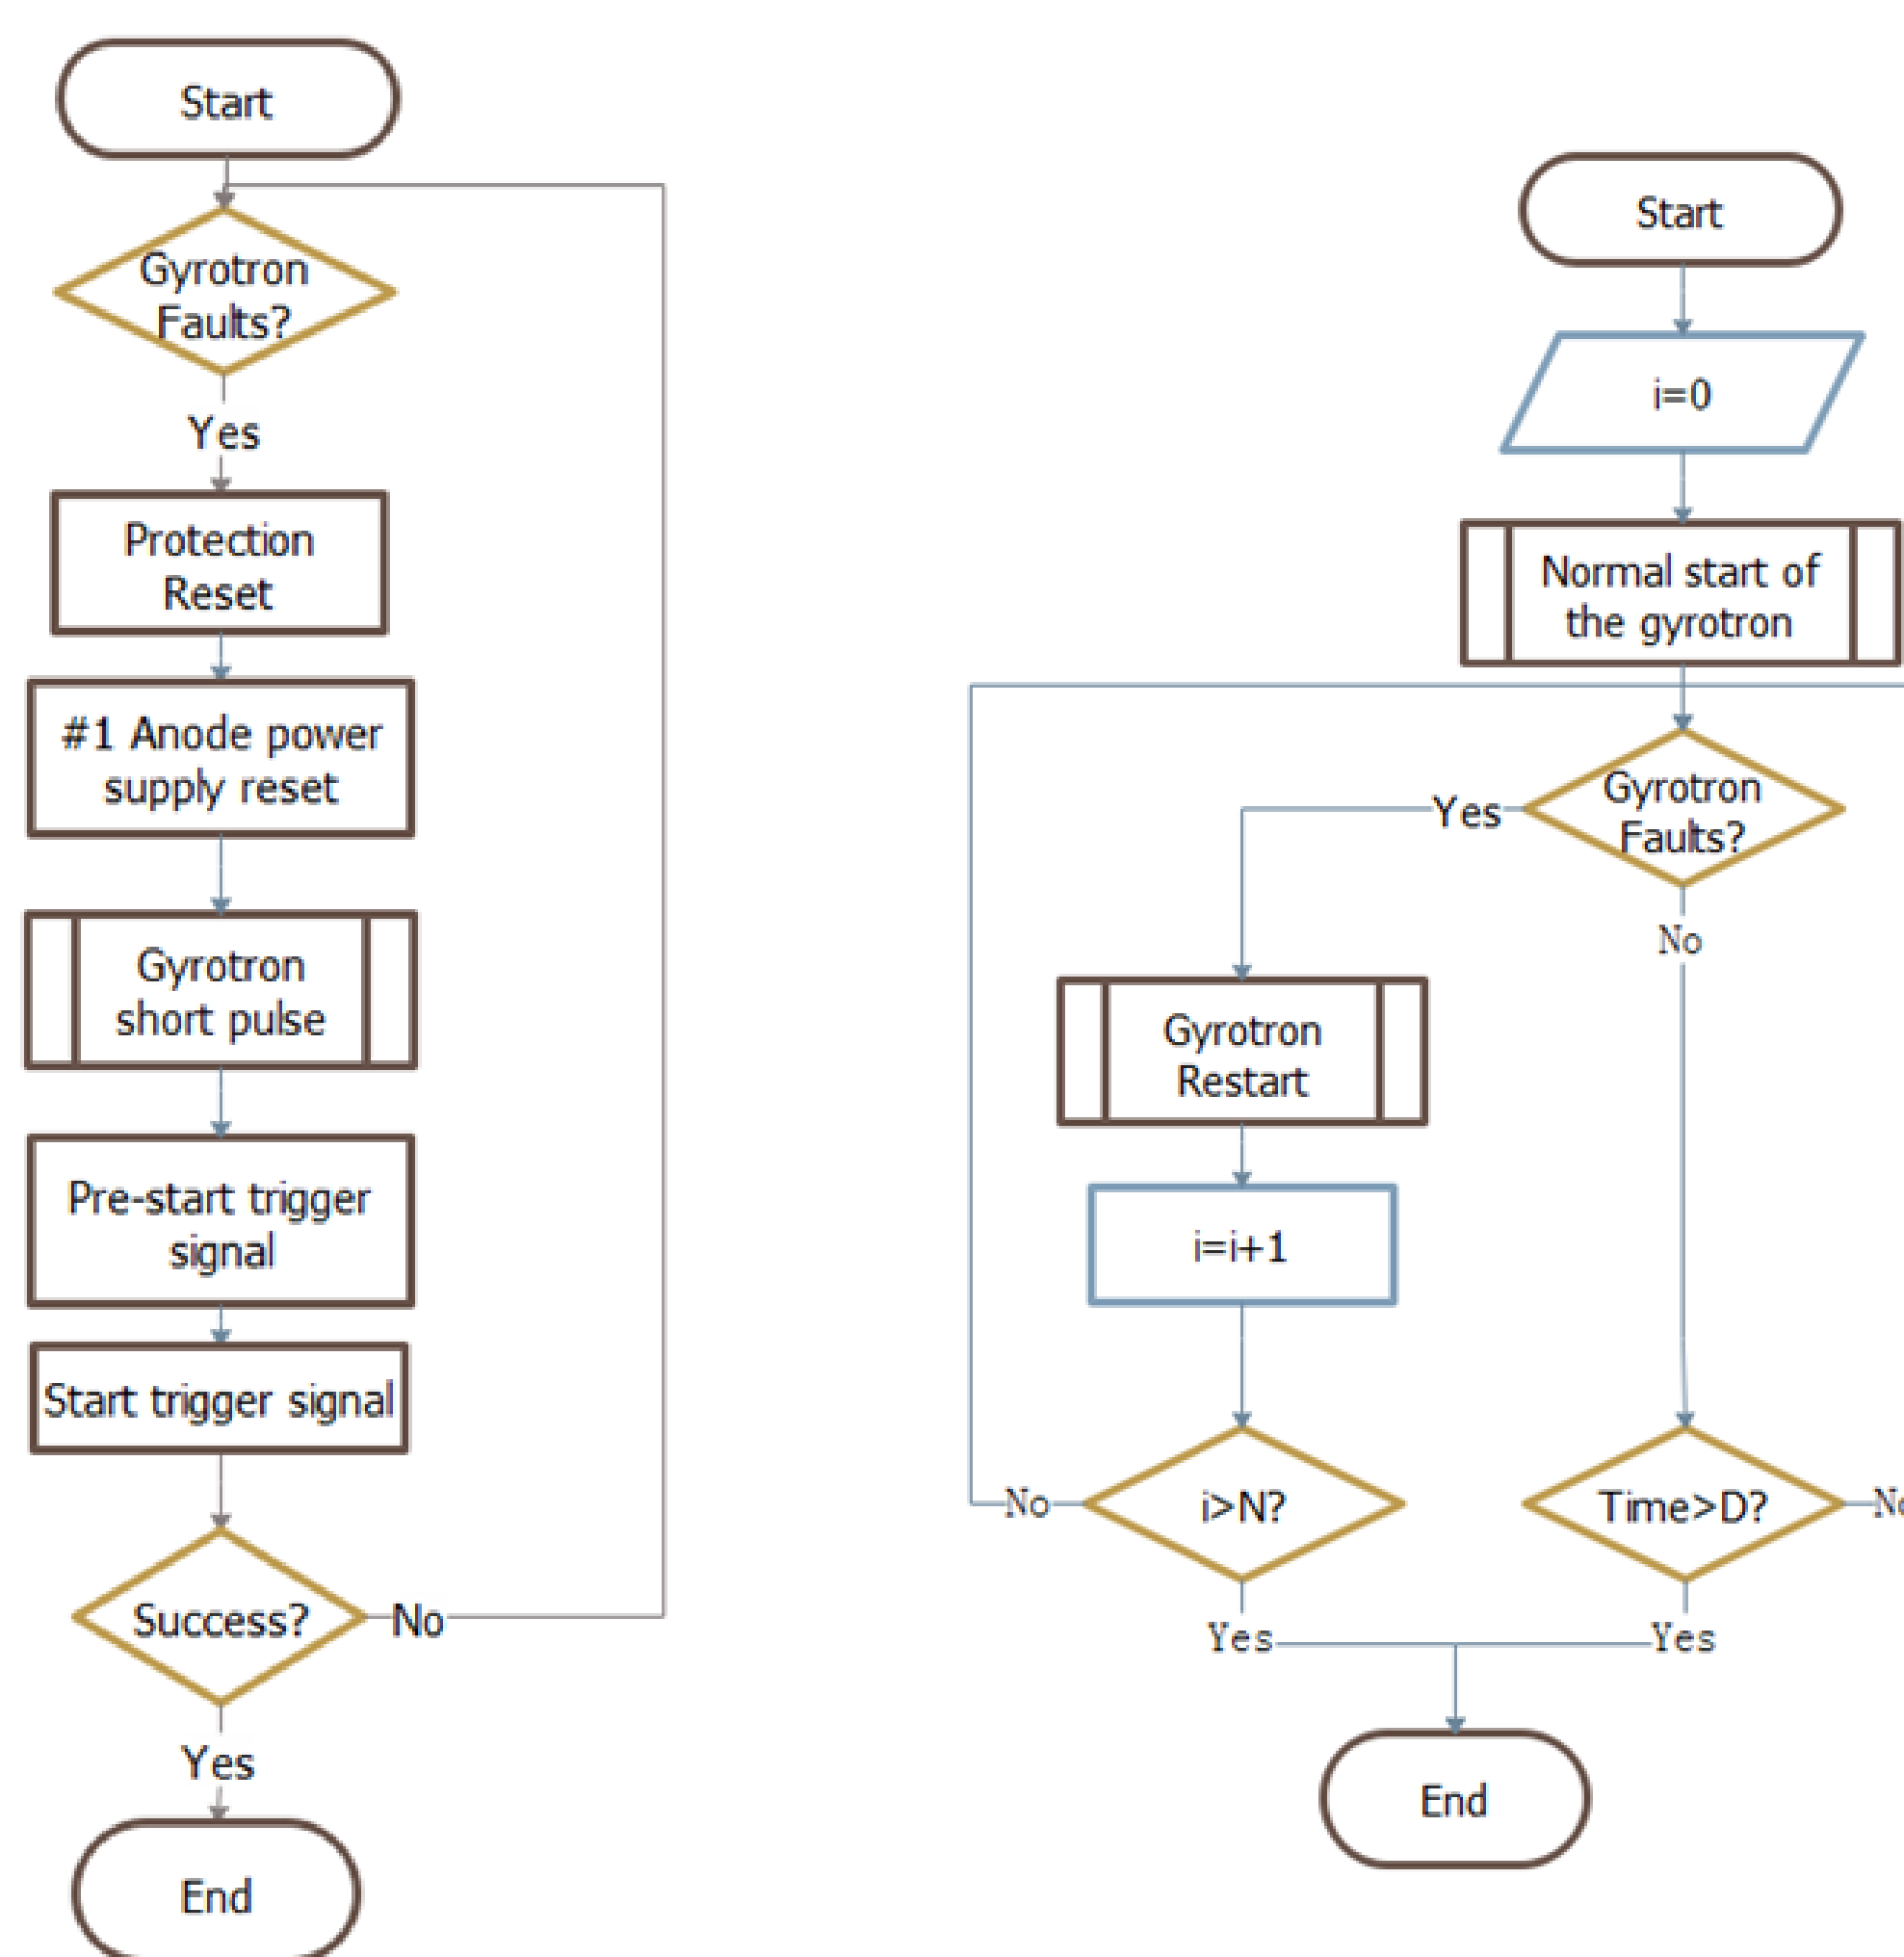 Start
Gyrotron
Faults?
Yes
Protection
Reset
#1 Anode power
supply reset
Gyrotron
short pulse
Pre-start trigger
signal
Start trigger signal
Success?
No
Yes
End
Start
i=0
Normal start of
the gyrotron
Gyrotron
Faults?
Yes
No
Gyrotron
Restart
i=i+1
i>N?
No
Time>D?
No
Yes
Yes
End